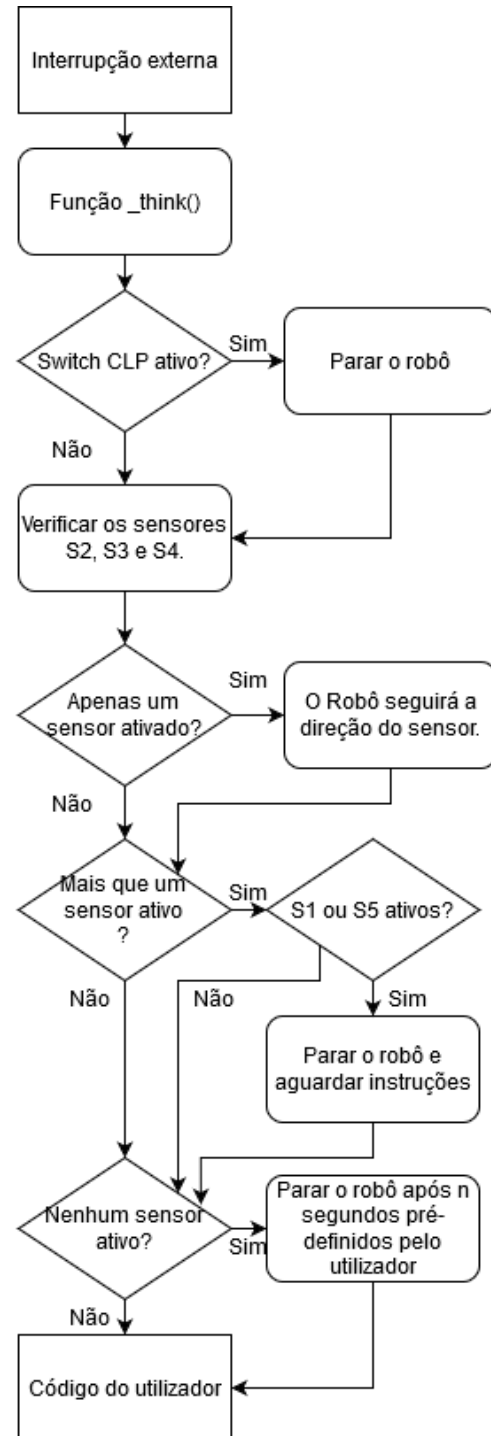 Interrupção externa
Função _think()
Switch CLP ativo?
Sim
Parar o robô
Não
Verificar os sensores
S2, S3 e S4.
Apenas um
sensor ativado?
Sim
O Robô seguirá a
direção do sensor.
Não
Mais que um
sensor ativo
?
Sim
S1 ou S5 ativos?
Não
Não
Sim
Parar o robô e
aguardar instruções
Nenhum sensor
ativo?
Sim
Parar o robô após n
segundos pré-
definidos pelo
utilizador
Não
Código do utilizador